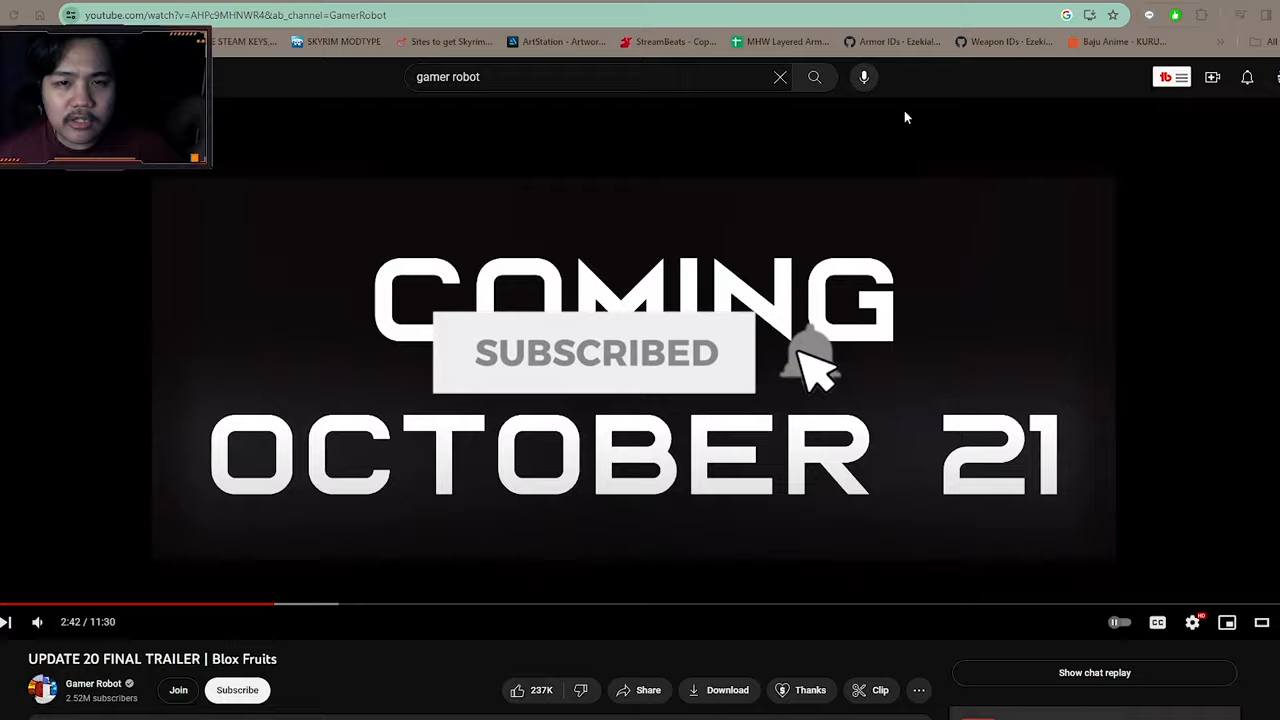 youtube.com/watch?v=AHPc9MHNWR4&ab_channel=GamerRobot
STEAM KEYS,...
SKYRIM MODTYPE
Sites to get Skyrim...
ArtStation - Artwor...
StreamBeats - Cop...
MHW Layered Arm...
Armor IDs - Ezekial...
Weapon IDs - Ezeki...
Baju Anime - KURU...
»
All
gamer robot
COMING
SUBSCRIBED
OCTOBER 21
2:42 / 11:30
CC
HD
UPDATE 20 FINAL TRAILER | Blox Fruits
Gamer Robot
2.52M subscribers
Join
Subscribe
237K
Share
Download
Thanks
Clip
...
Show chat replay